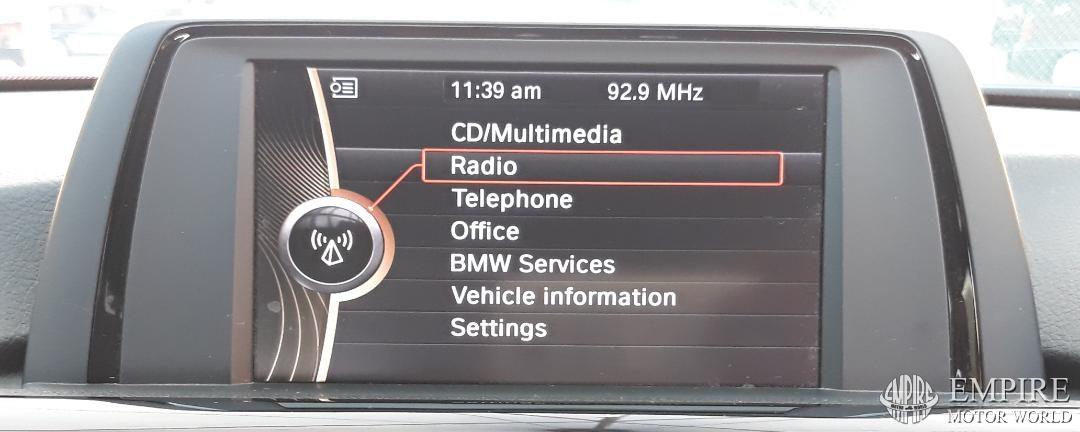 11:39 am 92.9 MHz
CD/Multimedia
Radio
Telephone
Office
BMW Services
Vehicle information
Settings
EMPIRE
EMPIRE
MOTOR WORLD